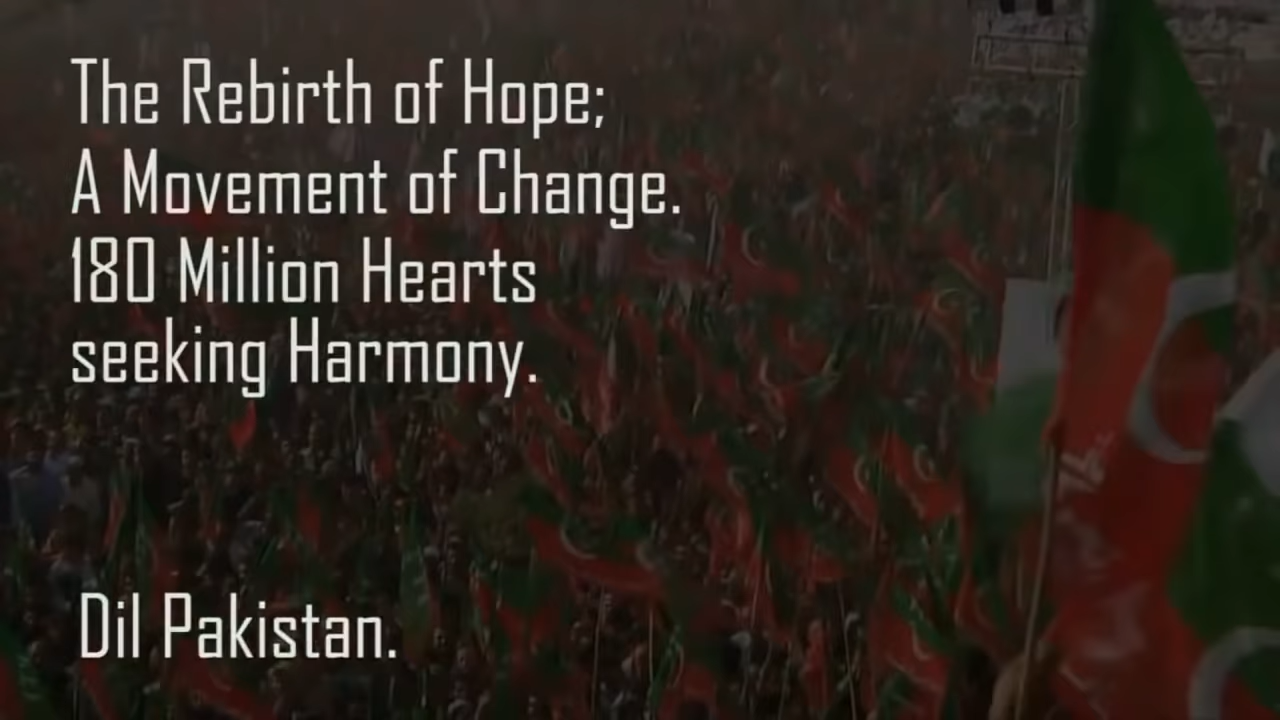 The Rebirth of Hope;
A Movement of Change.
180 Million Hearts
seeking Harmony.
Dil Pakistan.